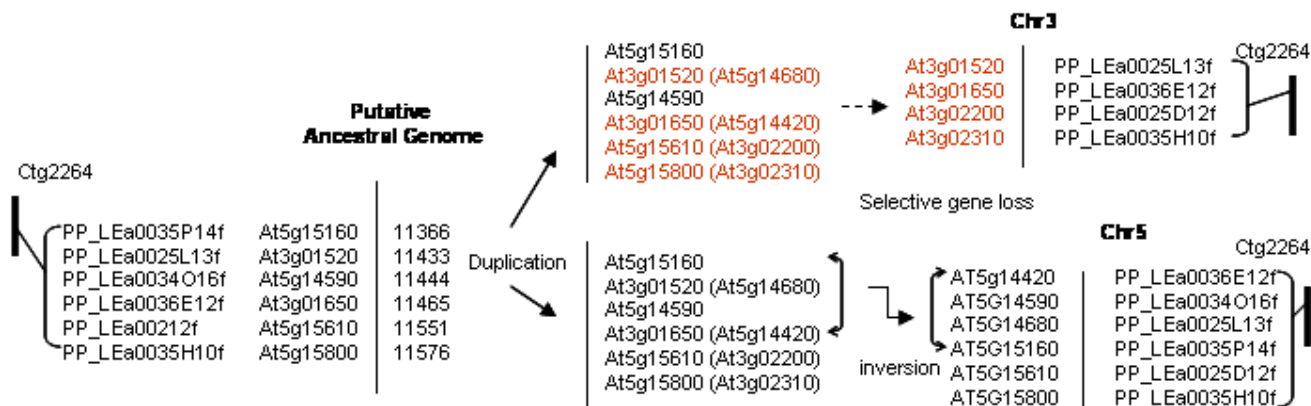 Chr3
Ctg2264
At5g15160
At3g01520 (At5g14680)
At5g14590
At3g01650 (At5g14420)
At5g15610 (At3g02200)
At5g15800 (At3g02310)
At3g01520 PP_LEa0025L13f
At3g01650 PP_LEa0036E12f
At3g02200 PP_LEa0025D12f
At3g02310 PP_LEa0035H10f
Putative
Ancestral Genome
Ctg2264
PP_LEa0035P14f At5g15160 11366
PP_LEa0025L13f At3g01520 11433
PP_LEa0034O16f At5g14590 11444
PP_LEa0036E12f At3g01650 11465
PP_LEa00212f At5g15610 11551
PP_LEa0035H10f At5g15800 11576
Duplication
Selective gene loss
At5g15160
At3g01520 (At5g14680)
At5g14590
At3g01650 (At5g14420)
At5g15610 (At3g02200)
At5g15800 (At3g02310)
inversion
Chr5
Ctg2264
AT5g14420 PP_LEa0036E12f
AT5G14590 PP_LEa0034O16f
AT5G14680 PP_LEa0025L13f
AT5G15160 PP_LEa0035P14f
AT5G15610 PP_LEa0025D12f
AT5G15800 PP_LEa0035H10f